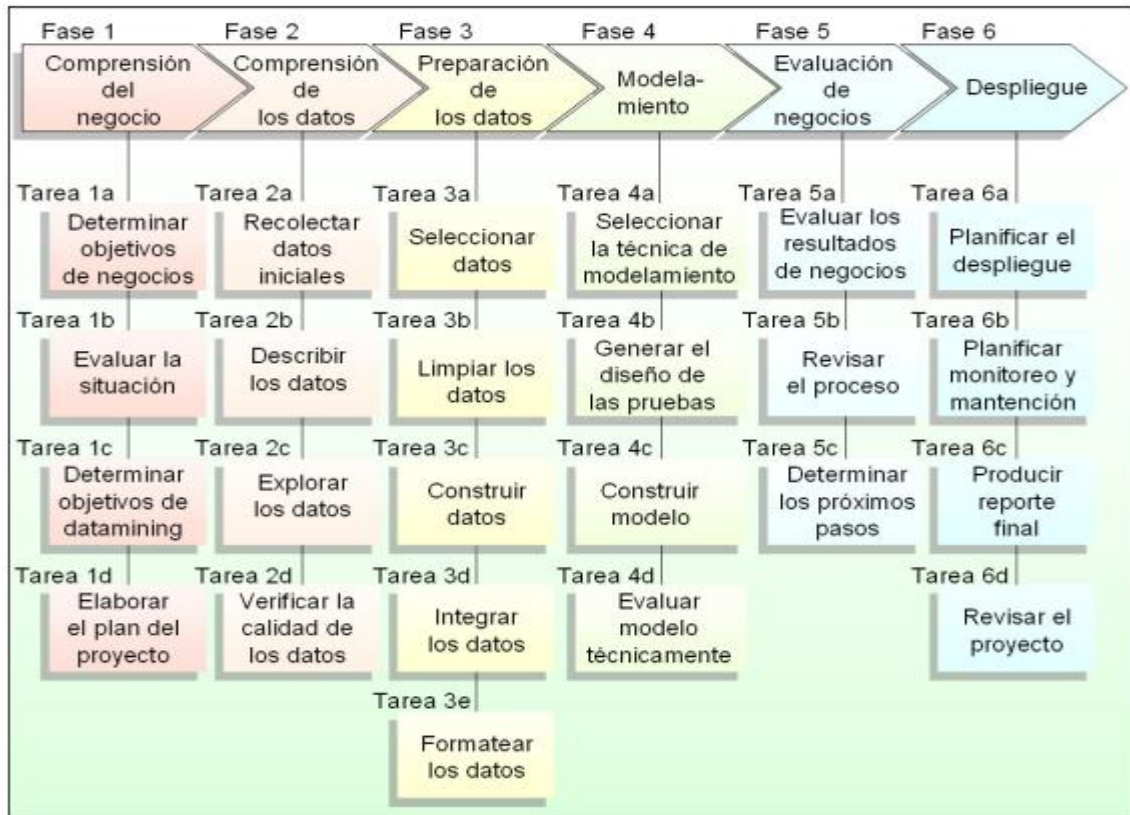 Fase 1
Comprensión
del
negocio
Tarea 1a
Determinar
objetivos
de negocios
Tarea 1b
Evaluar la
situación
Tarea 1c
Determinar
objetivos de
datamining
Tarea 1d
Elaborar
el plan del
proyecto
Fase 2
Comprensión
de
los datos
Tarea 2a
Recolectar
datos
iniciales
Tarea 2b
Describir
los datos
Tarea 2c
Explorar
los datos
Tarea 2d
Verificar la
calidad de
los datos
Fase 3
Preparación
de
los datos
Tarea 3a
Seleccionar
datos
Tarea 3b
Limpiar los
datos
Tarea 3c
Construir
datos
Tarea 3d
Integrar
los datos
Tarea 3e
Formatear
los datos
Fase 4
Modela-
miento
Tarea 4a
Seleccionar
la técnica de
modelamiento
Tarea 4b
Generar el
diseño de
las pruebas
Tarea 4c
Construir
modelo
Tarea 4d
Evaluar
modelo
técnicamente
Fase 5
Evaluación
de
negocios
Tarea 5a
Evaluar los
resultados
de negocios
Tarea 5b
Revisar
el proceso
Tarea 5c
Determinar
los próximos
pasos
Fase 6
Despliegue
Tarea 6a
Planificar el
despliegue
Tarea 6b
Planificar
monitoreo y
mantención
Tarea 6c
Producir
reporte
final
Tarea 6d
Revisar el
proyecto